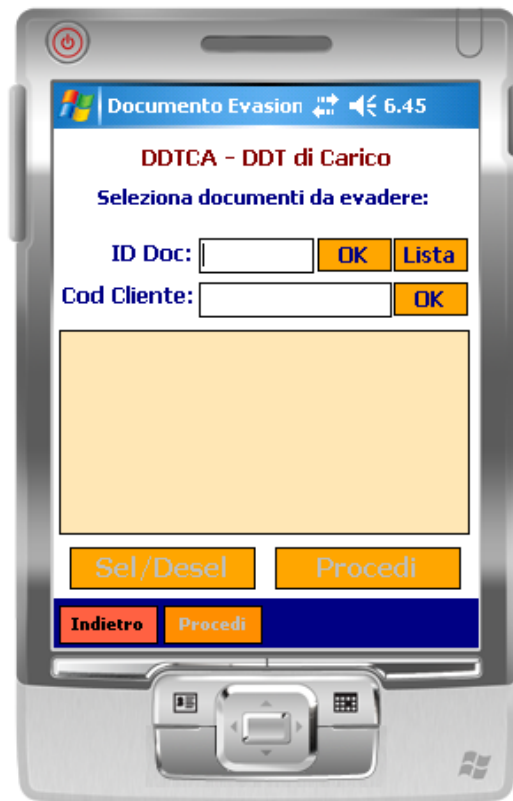 Documento Evasion 6.45
DDTCA - DDT di Carico
Seleziona documenti da evadere:
ID Doc: OK Lista
Cod Cliente: OK
Sel/Desel Procedi
Indietro Procedi